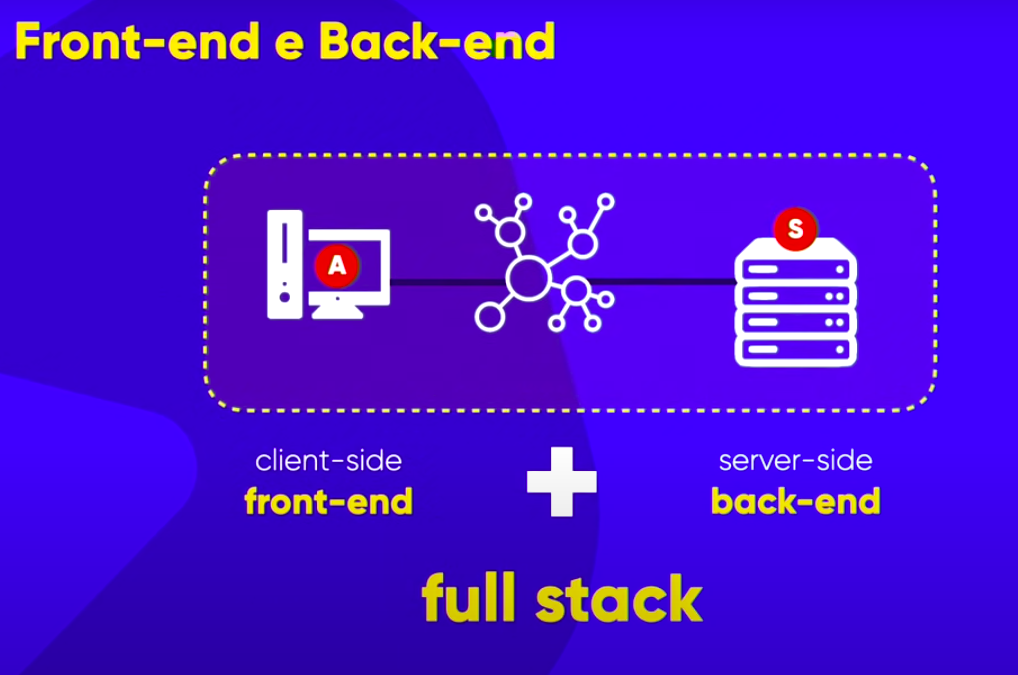 Front-end e Back-end
A
S
client-side
server-side
front-end
back-end
full stack